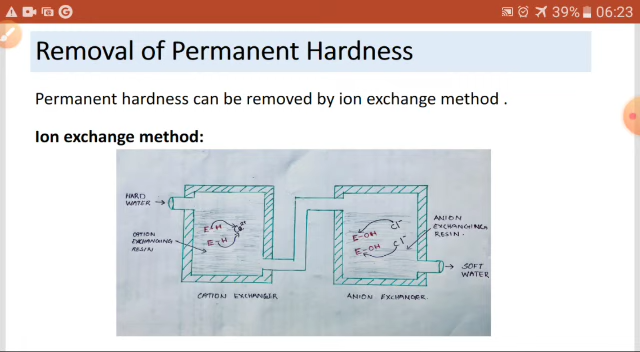 39% 06:23
Removal of Permanent Hardness
Permanent hardness can be removed by ion exchange method .
Ion exchange method:
HARD
WATER
CATION
EXCHANGING
RESIN
E-H
Ca2+
E-H
CATION EXCHANGER
E-OH
Cl-
E-OH
Cl-
ANION
EXCHANGING
RESIN.
SOFT
WATER
ANION EXCHANGER